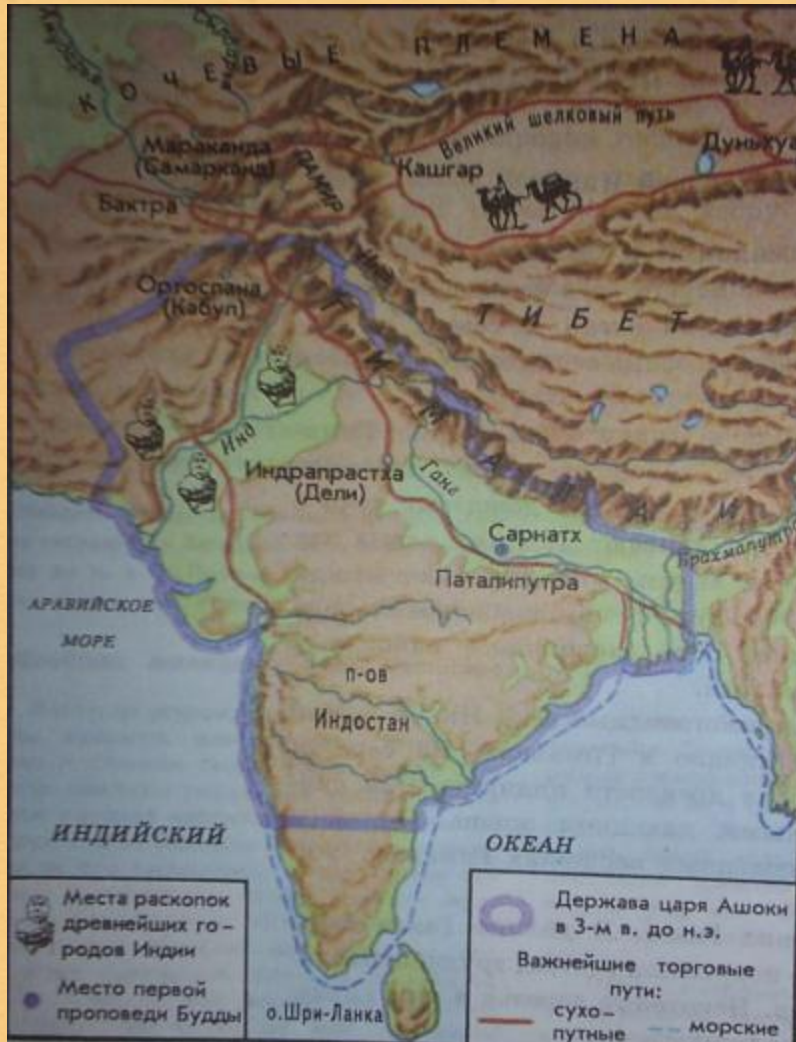 КОЧЕВЫЕ ПЛЕМЕНА
Мараканда
(Самарканд)
ПАМИР
Кашгар
Великий шелковый путь
Дуньхуа
Бактра
Ортоспана
(Кабул)
ТИБЕТ
Инд
ГИМАЛАИ
Инд
Индрапрастха
(Дели)
Ганг
Сарнатх
Паталипутра
Брахмапутра
АРАВИЙСКОЕ
МОРЕ
п-ов
Индостан
ИНДИЙСКИЙ ОКЕАН
о.Шри-Ланка
Места раскопок
древнейших го-
родов Индии
Место первой
проповеди Будды
Держава царя Ашоки
в 3-м в. до н.э.
Важнейшие торговые
пути:
сухо-
путные
морские